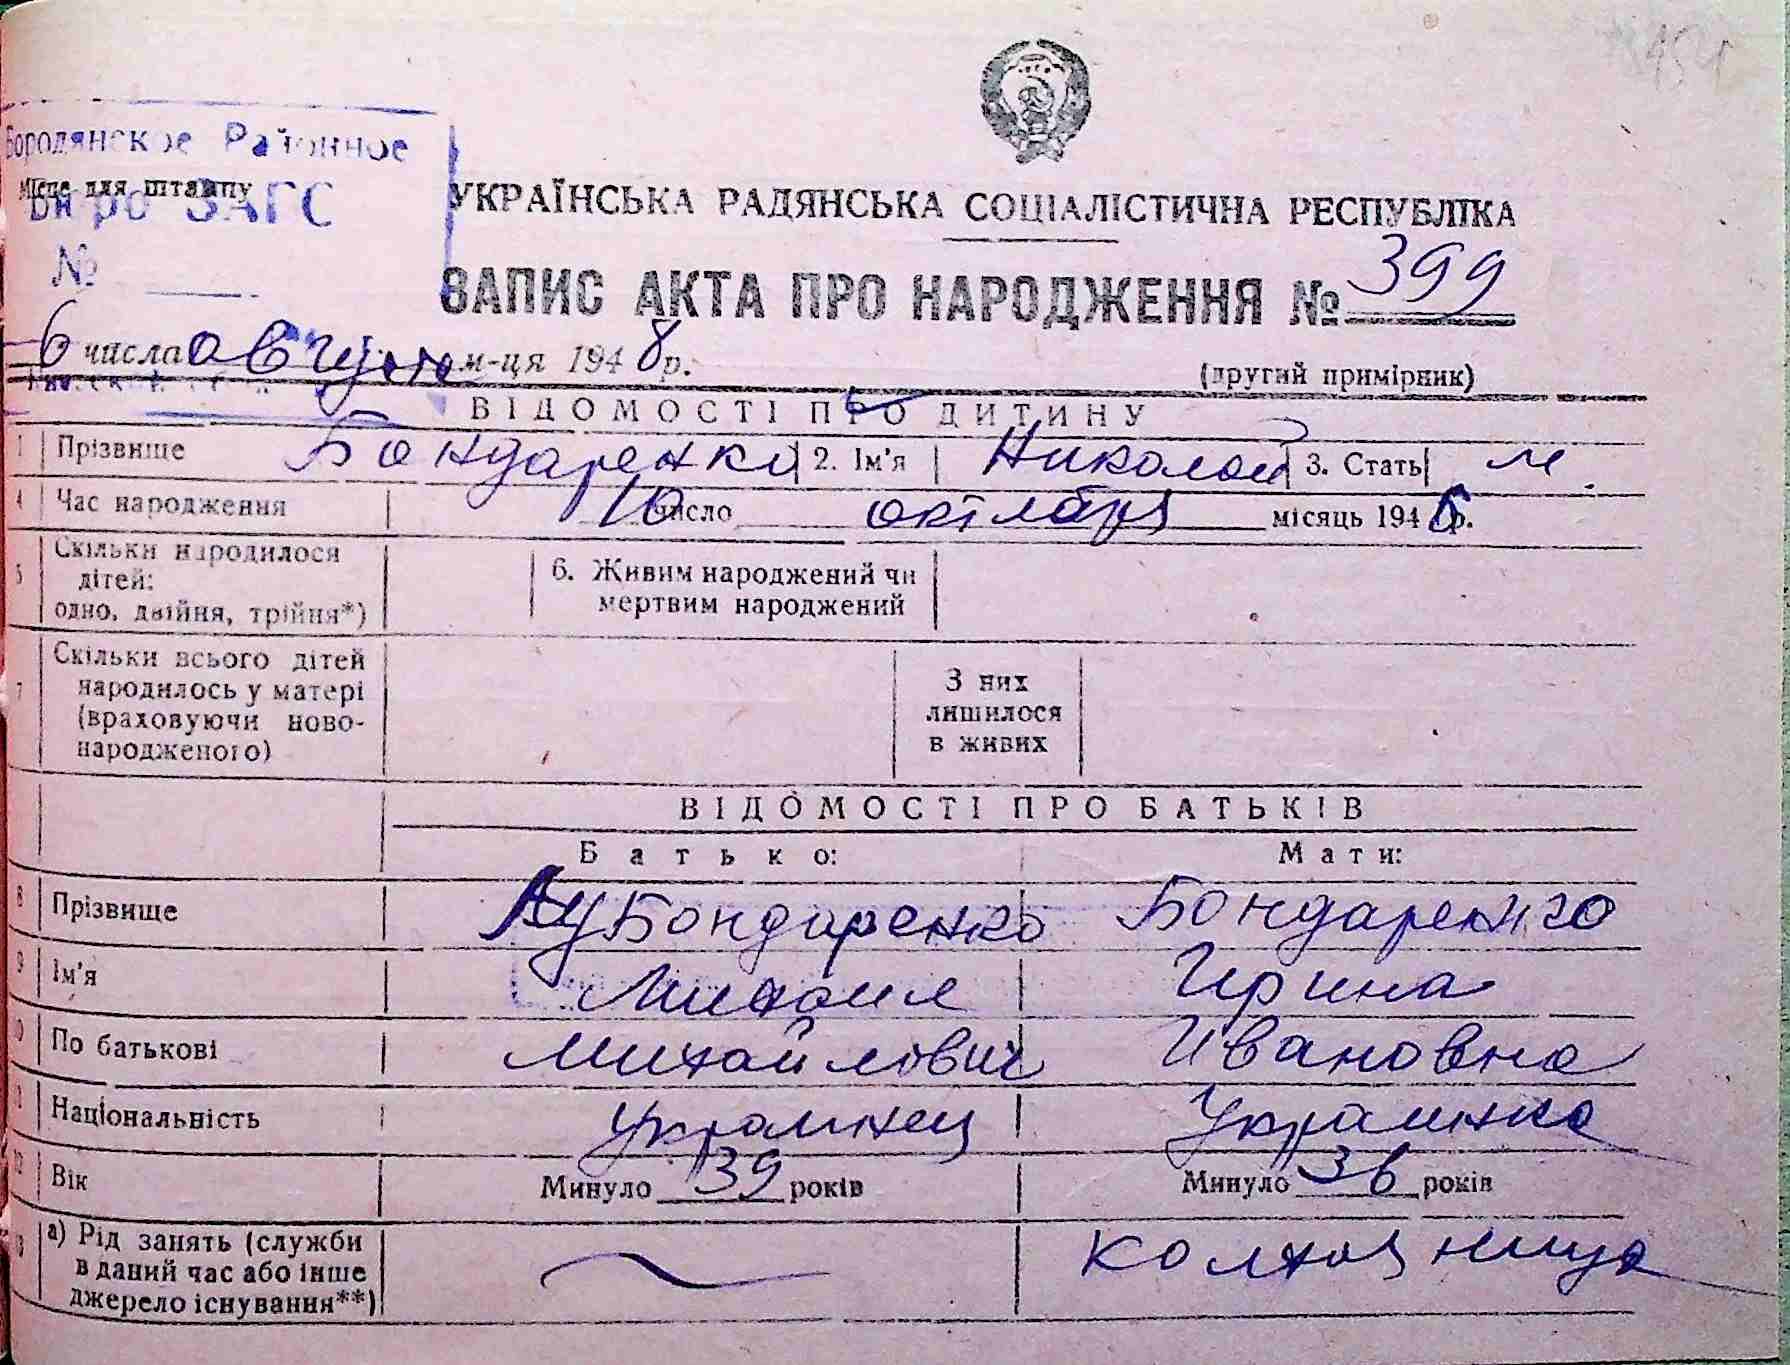 Бородянское Районное
Місце для штампу
Бюро ЗАГС
№
УКРАЇНСЬКА РАДЯНСЬКА СОЦІАЛІСТИЧНА РЕСПУБЛІКА
ЗАПИС АКТА ПРО НАРОДЖЕННЯ № 399
6 числа августа м-ця 1948 р.
(другий примірник)
ВІДОМОСТІ ПРО ДИТИНУ
1 Прізвище Бондаренко 2. Ім'я Николай 3. Стать м.
4 Час народження 10 число октября місяць 194 р.
5 Скільки народилося дітей: одно, двійня, трійня*) 6. Живим народжений чи мертвим народжений
7 Скільки всього дітей народилось у матері (враховуючи новонародженого) З них лишилося в живих
ВІДОМОСТІ ПРО БАТЬКІВ
Батько: Мати:
8 Прізвище Бондаренко Бондаренко
9 Ім'я Михаил Ирина
0 По батькові Михайлович Ивановна
1 Національність украинец Украинка
12 Вік Минуло 39 років Минуло 36 років
3 а) Рід занять (служби в даний час або інше джерело існування**) колхозница